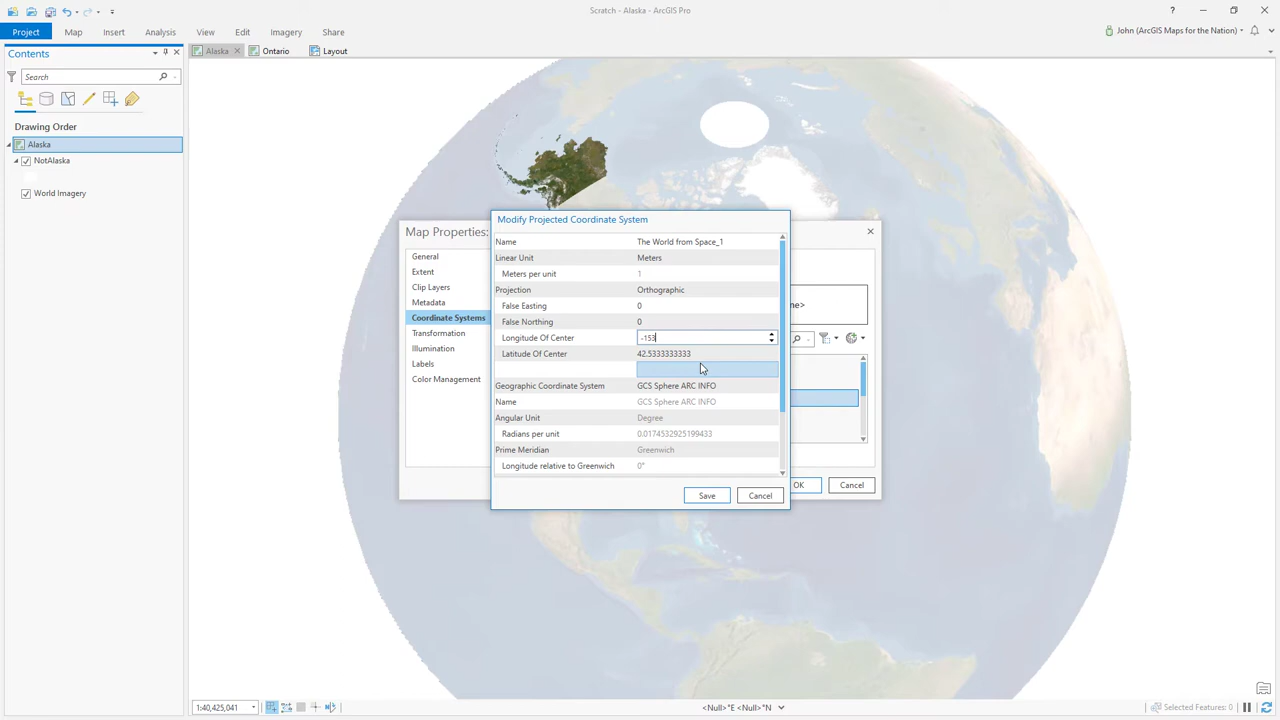 Scratch - Alaska - ArcGIS Pro
?
Project Map Insert Analysis View Edit Imagery Share
John (ArcGIS Maps for the Nation)
Contents
Alaska Ontario Layout
Search
Drawing Order
Alaska
NotAlaska
World Imagery
Map Properties:
General
Extent
Clip Layers
Metadata
Coordinate Systems
Transformation
Illumination
Labels
Color Management
ne>
OK Cancel
Modify Projected Coordinate System
Name The World from Space_1
Linear Unit Meters
Meters per unit 1
Projection Orthographic
False Easting 0
False Northing 0
Longitude Of Center -153
Latitude Of Center 42.5333333333
Geographic Coordinate System GCS Sphere ARC INFO
Name GCS Sphere ARC INFO
Angular Unit Degree
Radians per unit 0.0174532925199433
Prime Meridian Greenwich
Longitude relative to Greenwich 0°
Save Cancel
1:40,425,041
<Null>°E <Null>°N
Selected Features: 0